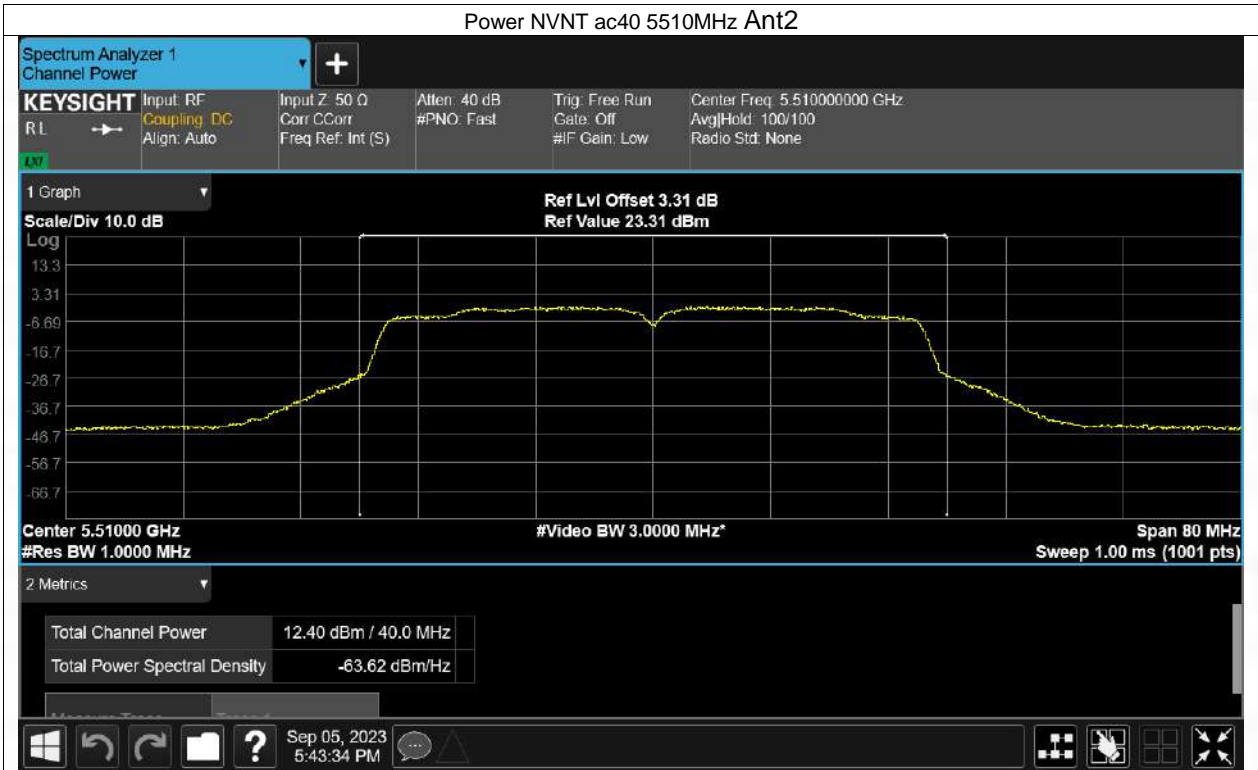 Power NVNT ac40 5510MHz Ant2
Spectrum Analyzer 1
Channel Power
KEYSIGHT
RL
LXI
Input: RF
Coupling: DC
Align: Auto
Input Z: 50 Ω
Corr CCorr
Freq Ref: Int (S)
Atten: 40 dB
#PNO: Fast
Trig: Free Run
Gate: Off
#IF Gain: Low
Center Freq: 5.510000000 GHz
Avg|Hold: 100/100
Radio Std: None
1 Graph
Scale/Div 10.0 dB
Ref Lvl Offset 3.31 dB
Ref Value 23.31 dBm
Log
13.3
3.31
-6.69
-16.7
-26.7
-36.7
-46.7
-56.7
-66.7
Center 5.51000 GHz
#Res BW 1.0000 MHz
#Video BW 3.0000 MHz*
Span 80 MHz
Sweep 1.00 ms (1001 pts)
2 Metrics
Total Channel Power 12.40 dBm / 40.0 MHz
Total Power Spectral Density -63.62 dBm/Hz
Sep 05, 2023
5:43:34 PM